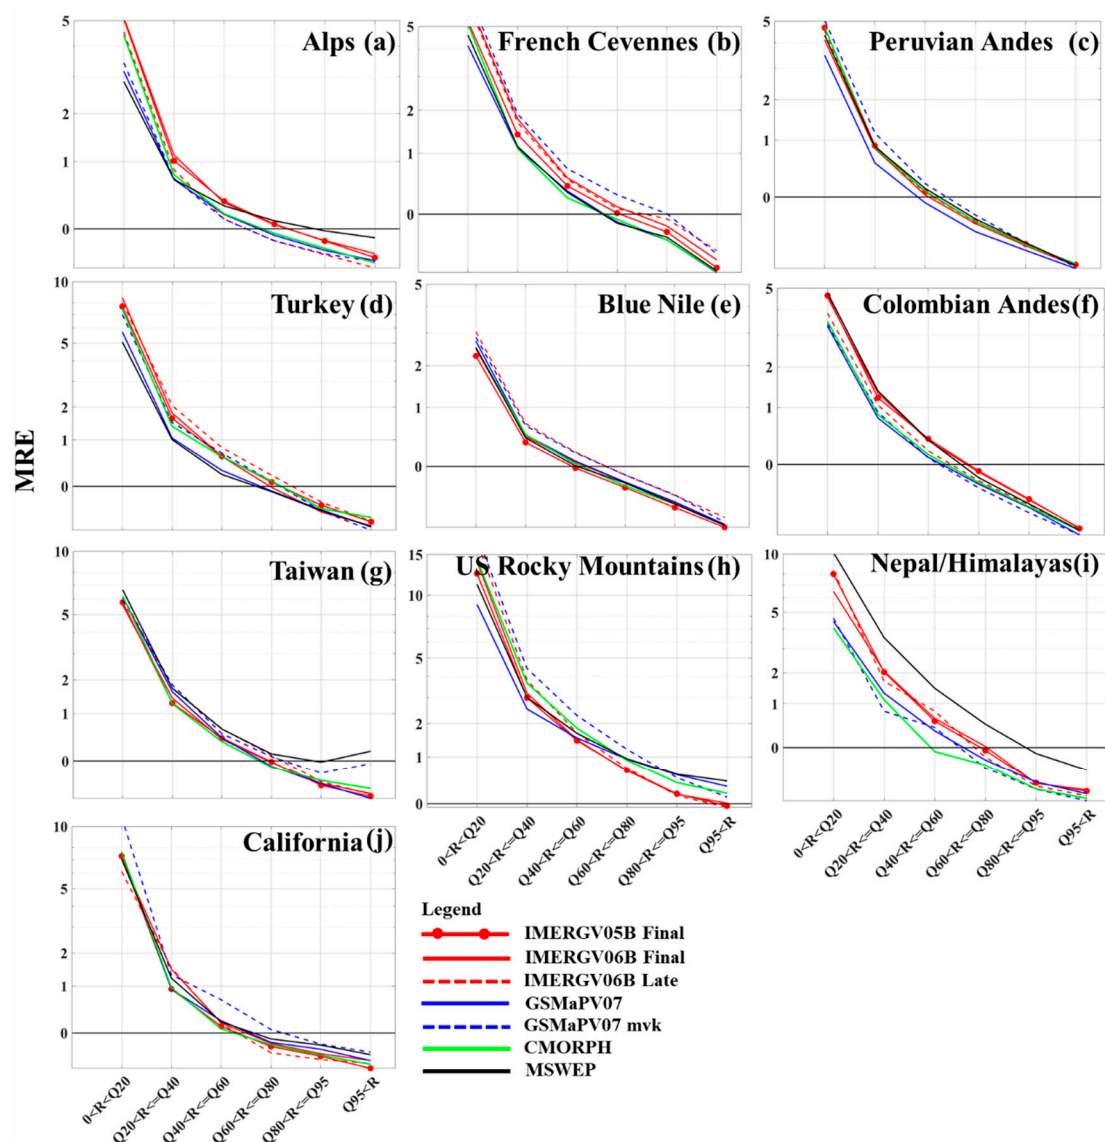 Alps (a)
5
2
1
0
French Cevennes (b)
5
2
1
0
Peruvian Andes (c)
5
2
1
0
MRE
Turkey (d)
10
5
2
1
0
Blue Nile (e)
5
2
1
0
Colombian Andes(f)
5
2
1
0
Taiwan (g)
10
5
2
1
0
US Rocky Mountains (h)
15
10
5
2
1
0
0<R<Q20
Q20<R<=Q40
Q40<R<=Q60
Q60<R<=Q80
Q80<R<=Q95
Q95<R
Nepal/Himalayas(i)
10
5
2
1
0
0<R<Q20
Q20<R<=Q40
Q40<R<=Q60
Q60<R<=Q80
Q80<R<=Q95
Q95<R
California (j)
10
5
2
1
0
0<R<Q20
Q20<R<=Q40
Q40<R<=Q60
Q60<R<=Q80
Q80<R<=Q95
Q95<R
Legend
IMERGV05B Final
IMERGV06B Final
IMERGV06B Late
GSMaPV07
GSMaPV07 mvk
CMORPH
MSWEP